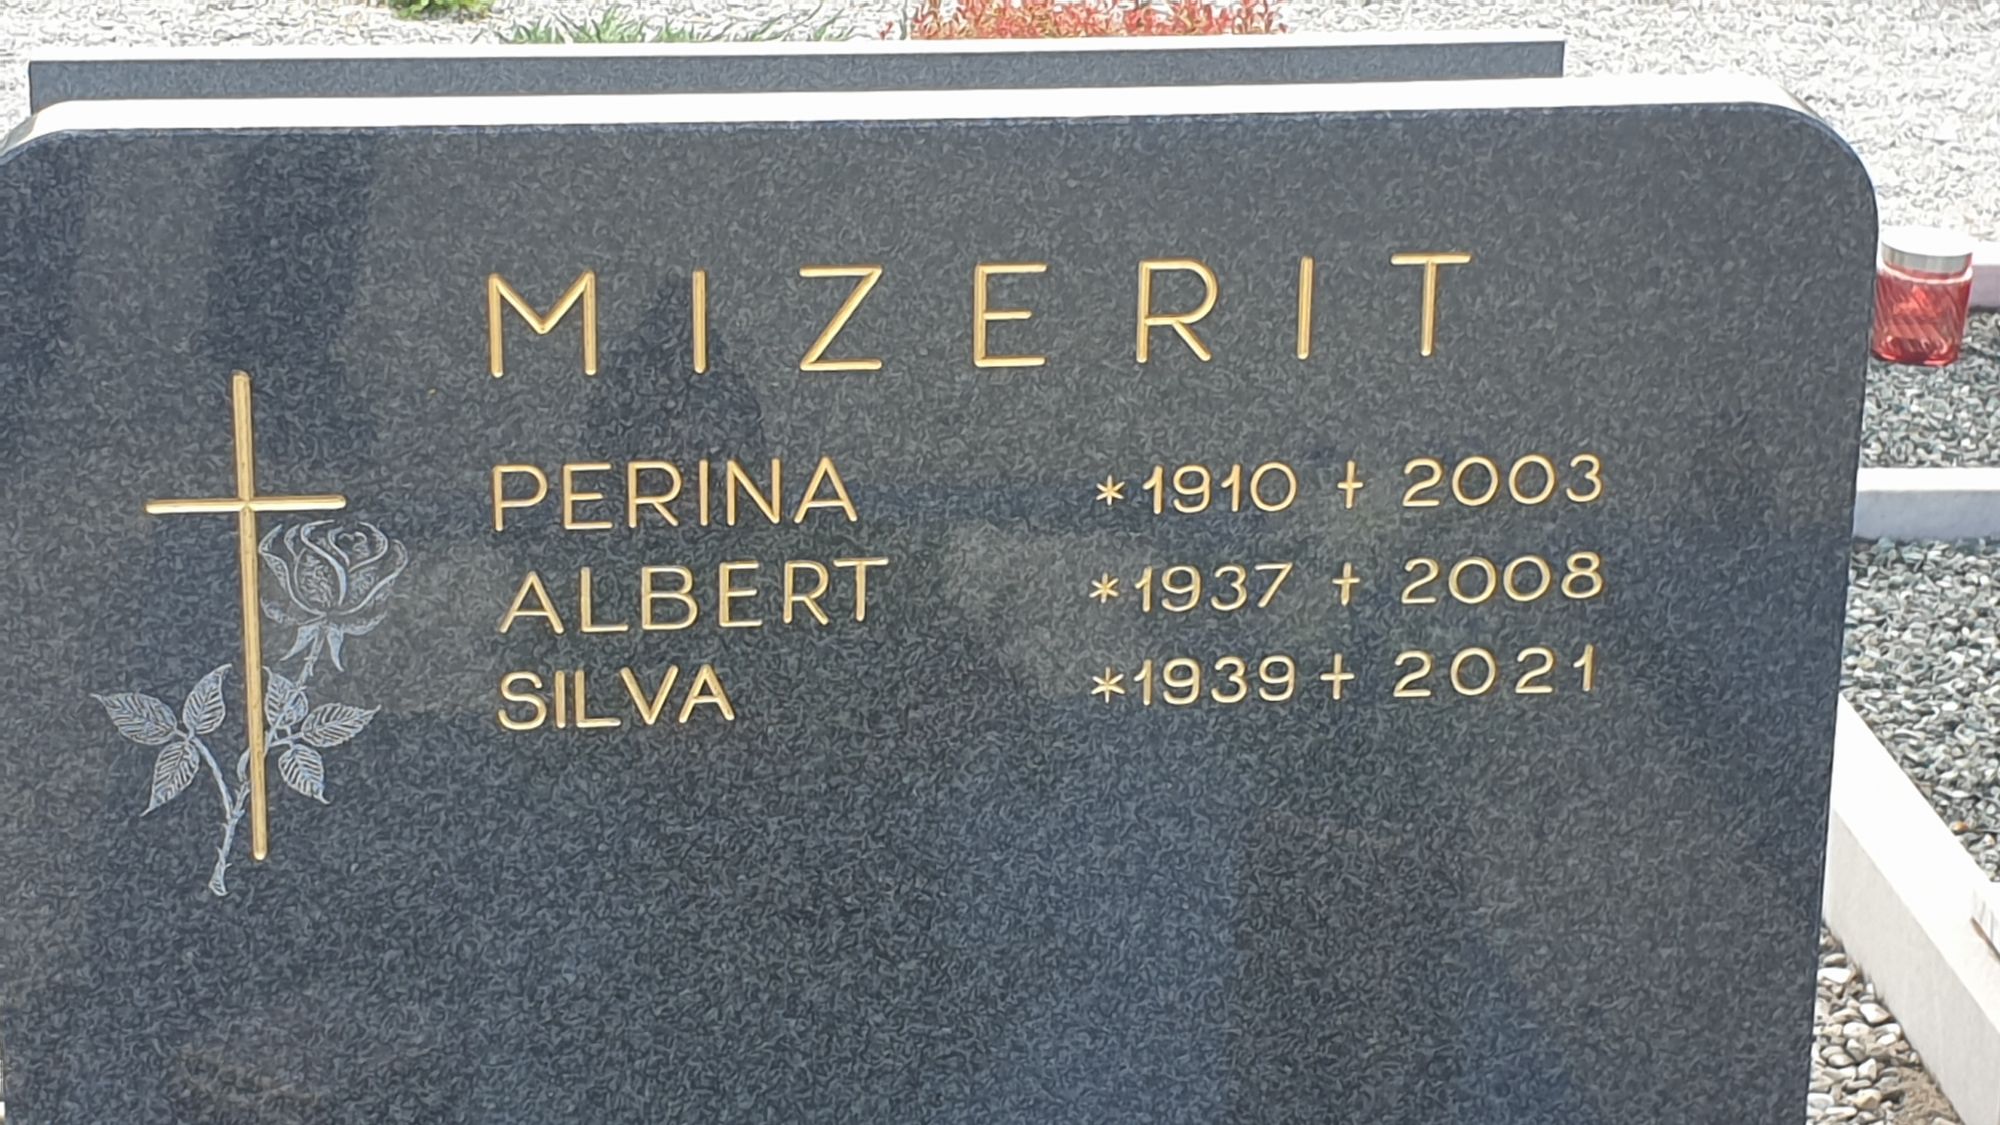 MIZERIT
PERINA *1910 † 2003
ALBERT *1937 † 2008
SILVA *1939 † 2021